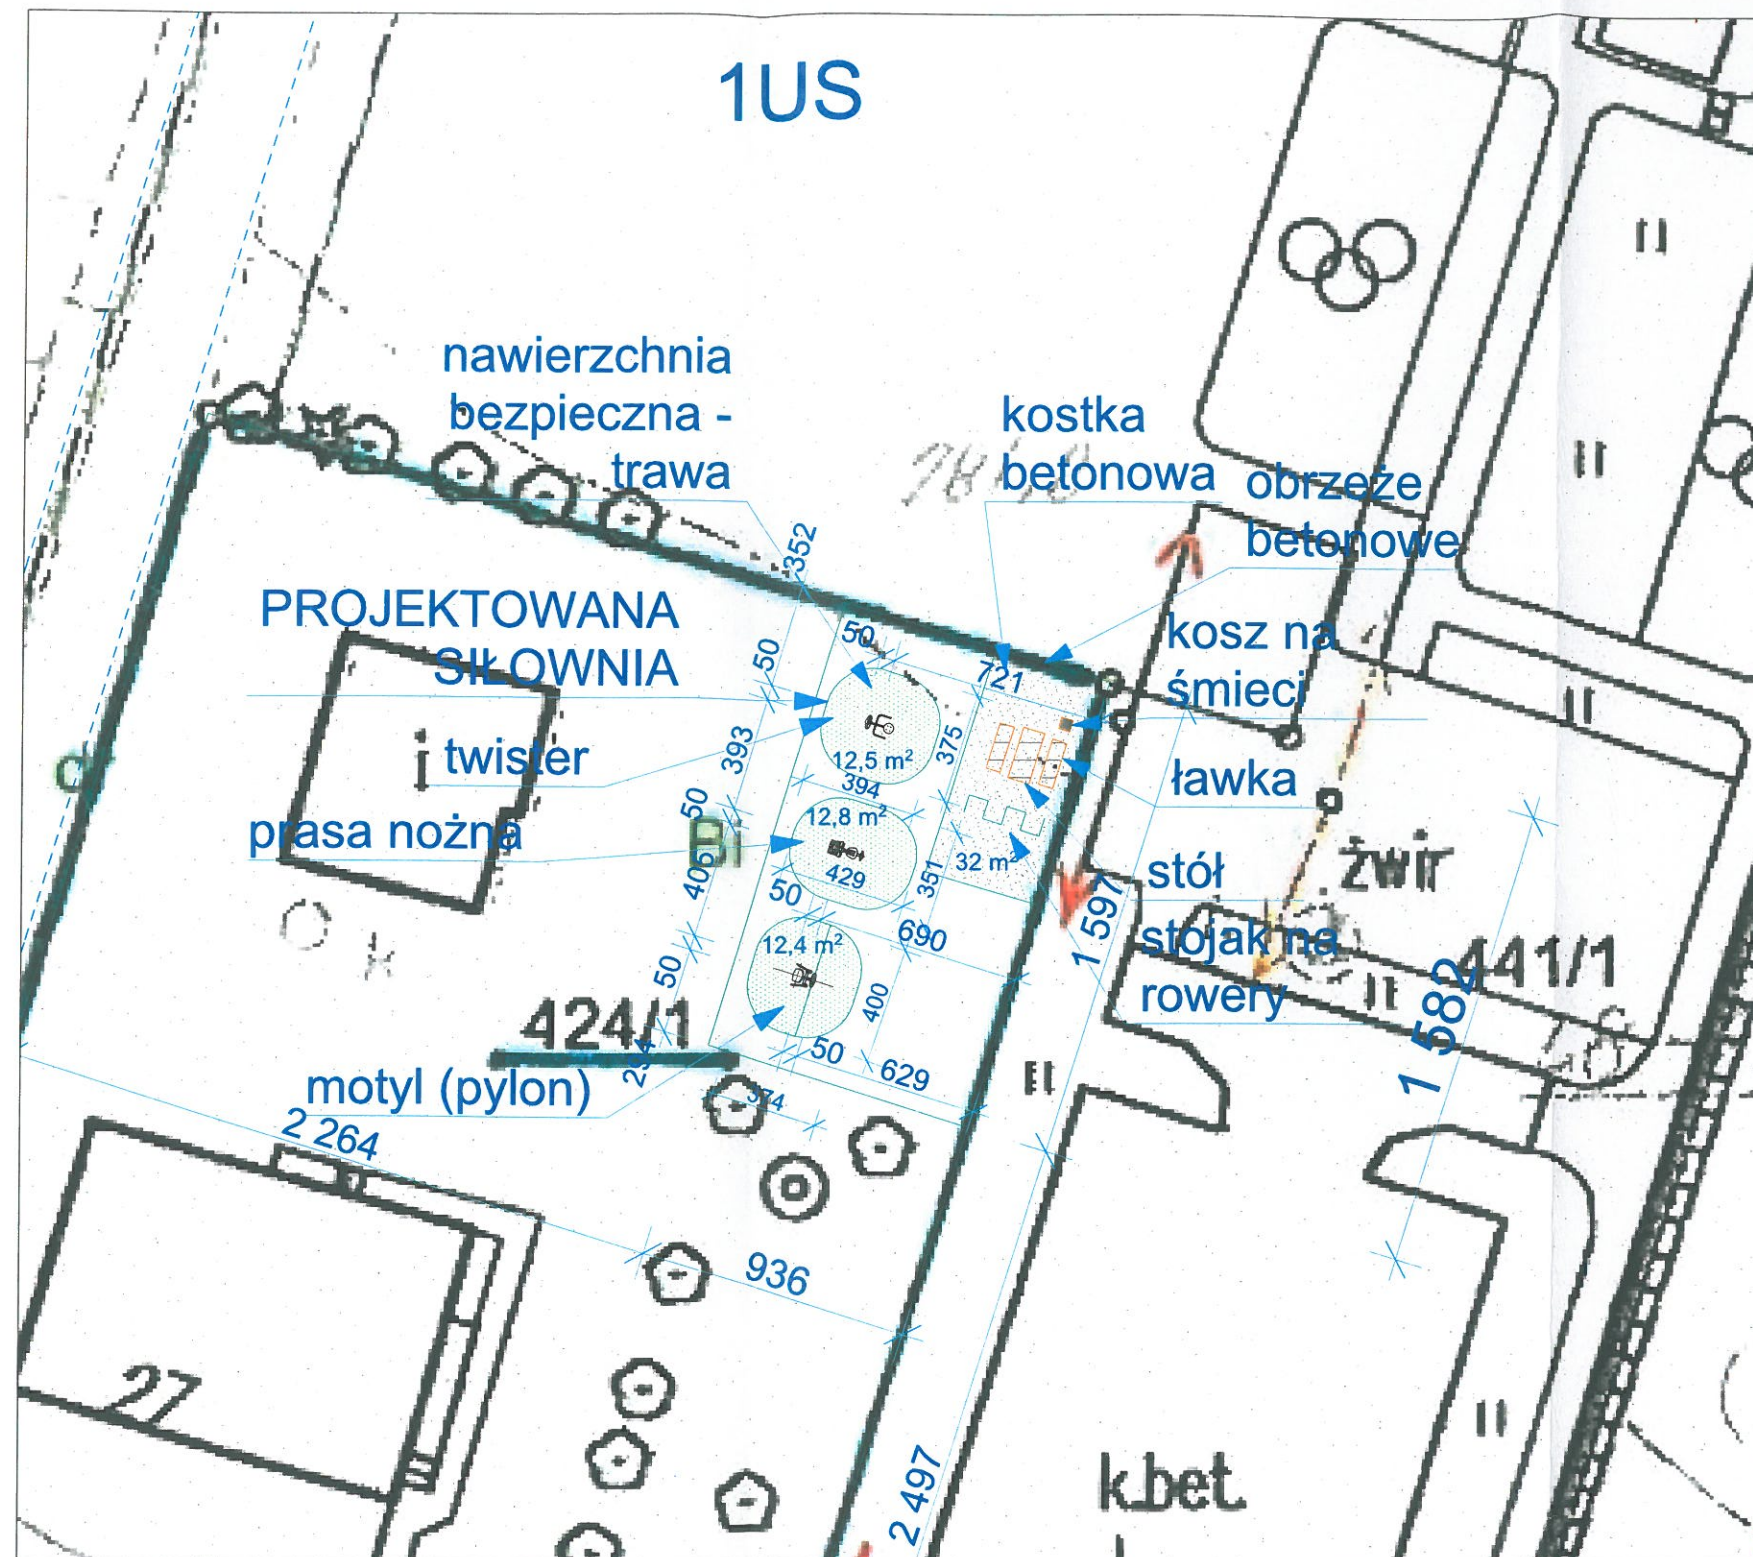 1US
nawierzchnia
bezpieczna -
trawa
kostka
betonowa
obrzeże
betonowe
352
PROJEKTOWANA
SIŁOWNIA
50
50
721
kosz na
śmieci
i
twister
393
375
12,5 m²
394
ławka
50
prasa nożna
Bi
12,8 m²
405
429
351
32 m²
stół
żwir
50
1 597
690
12,4 m²
stojak na
rowery
441/1
50
400
1 582
424/1
294
50
629
motyl (pylon)
374
2 264
936
27
2 497
k.bet.